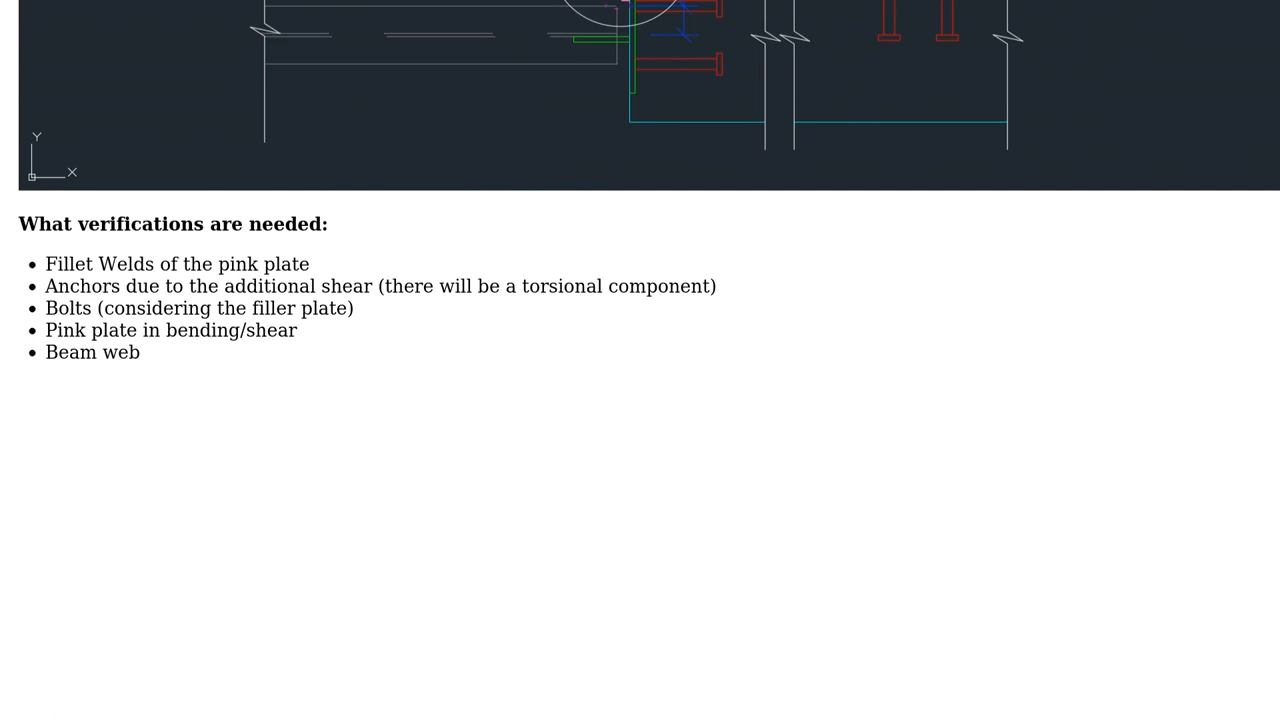 Y
X
What verifications are needed:
• Fillet Welds of the pink plate
• Anchors due to the additional shear (there will be a torsional component)
• Bolts (considering the filler plate)
• Pink plate in bending/shear
• Beam web